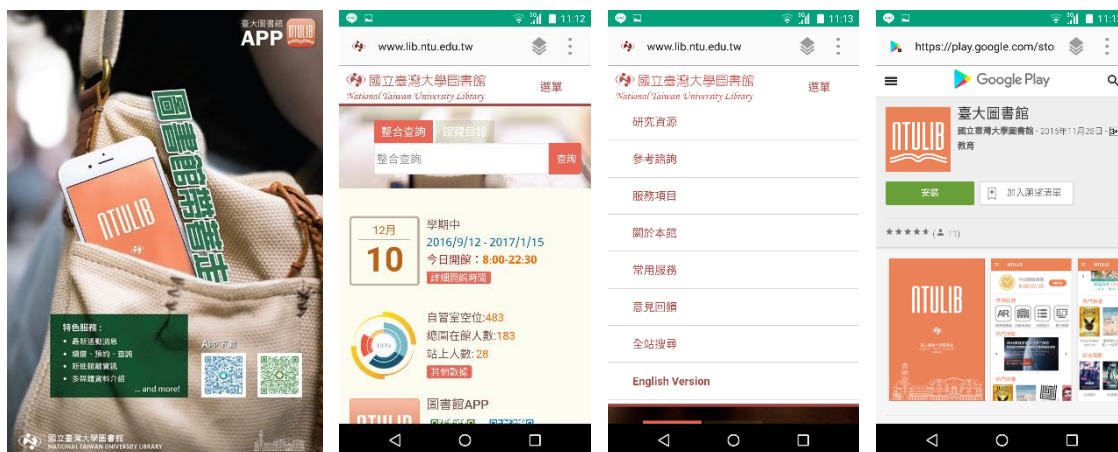 臺大圖書館
APP
NTULIB
圖書館帶著走
NTULIB
特色服務：
• 最新活動消息
• 續借、預約、查詢
• 新進館藏資訊
• 多媒體資料介紹
... and more!
App下載
國立臺灣大學圖書館
NATIONAL TAIWAN UNIVERSITY LIBRARY
11:12
www.lib.ntu.edu.tw
國立臺灣大學圖書館
National Taiwan University Library
選單
整合查詢
館藏目錄
整合查詢
查詢
12月
10
學期中
2016/9/12 - 2017/1/15
今日開館：8:00-22:30
詳細開館時間
自習室空位:483
總圖在館人數:183
站上人數: 28
其他數據
圖書館APP
NTULIB
11:13
www.lib.ntu.edu.tw
國立臺灣大學圖書館
National Taiwan University Library
選單
研究資源
參考諮詢
服務項目
關於本館
常用服務
意見回饋
全站搜尋
English Version
https://play.google.com/sto
Google Play
NTULIB
臺大圖書館
國立臺灣大學圖書館 - 2016年11月28日 -
教育
安裝
加入願望清單
★★★★★ ( 11)
NTULIB
NTULIB
8:00-22:30
AR